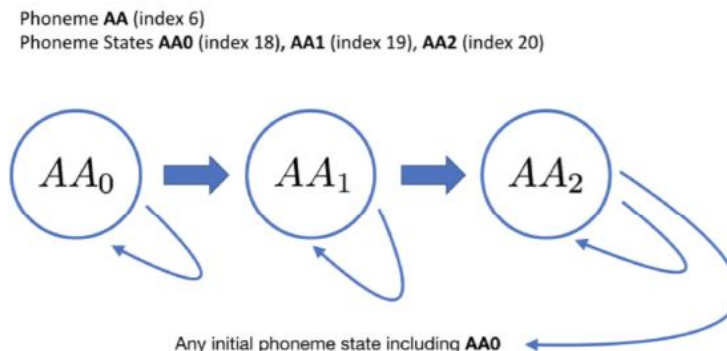 Phoneme AA (index 6)
Phoneme States AA0 (index 18), AA1 (index 19), AA2 (index 20)
AA₀ AA₁ AA₂
Any initial phoneme state including AA0